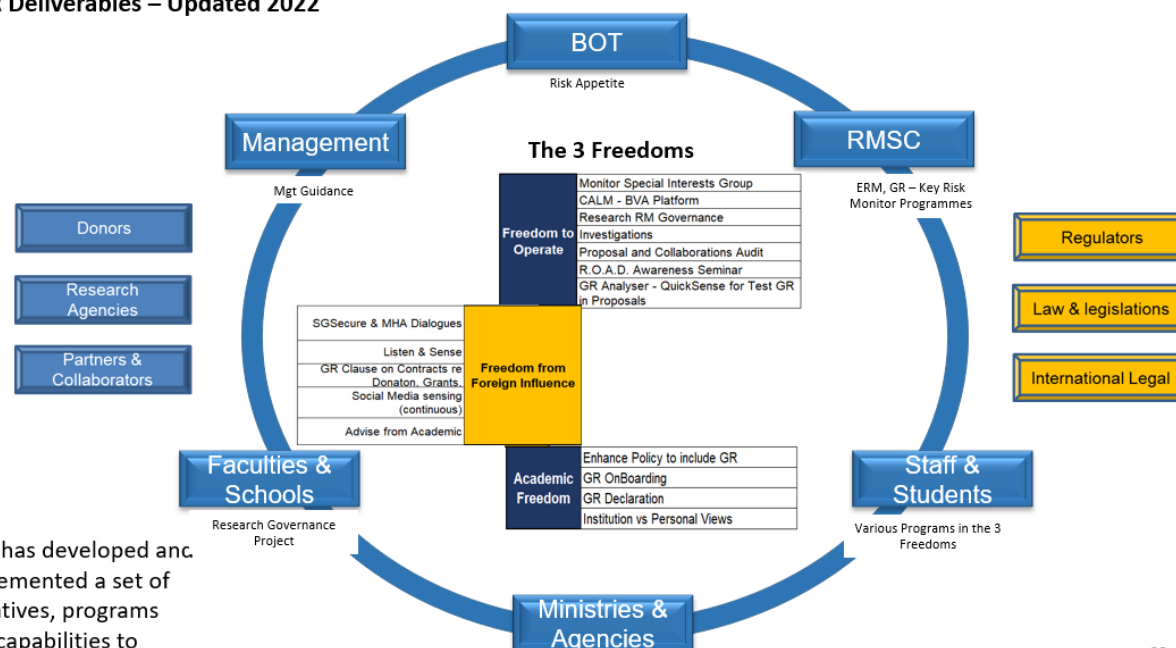 Deliverables – Updated 2022
BOT
Risk Appetite
Management
Mgt Guidance
RMSC
ERM, GR – Key Risk
Monitor Programmes
The 3 Freedoms
Freedom to
Operate
Monitor Special Interests Group
CALM - BVA Platform
Research RM Governance
Investigations
Proposal and Collaborations Audit
R.O.A.D. Awareness Seminar
GR Analyser - QuickSense for Test GR
in Proposals
Donors
Research
Agencies
Partners &
Collaborators
Regulators
Law & legislations
International Legal
SGSecure & MHA Dialogues
Listen & Sense
GR Clause on Contracts re
Donaton, Grants,
Social Media sensing
(continuous)
Advise from Academic
Freedom from
Foreign Influence
Academic
Freedom
Enhance Policy to include GR
GR OnBoarding
GR Declaration
Institution vs Personal Views
Faculties &
Schools
Research Governance
Project
Staff &
Students
Various Programs in the 3
Freedoms
has developed and
emented a set of
atives, programs
capabilities to
Ministries &
Agencies